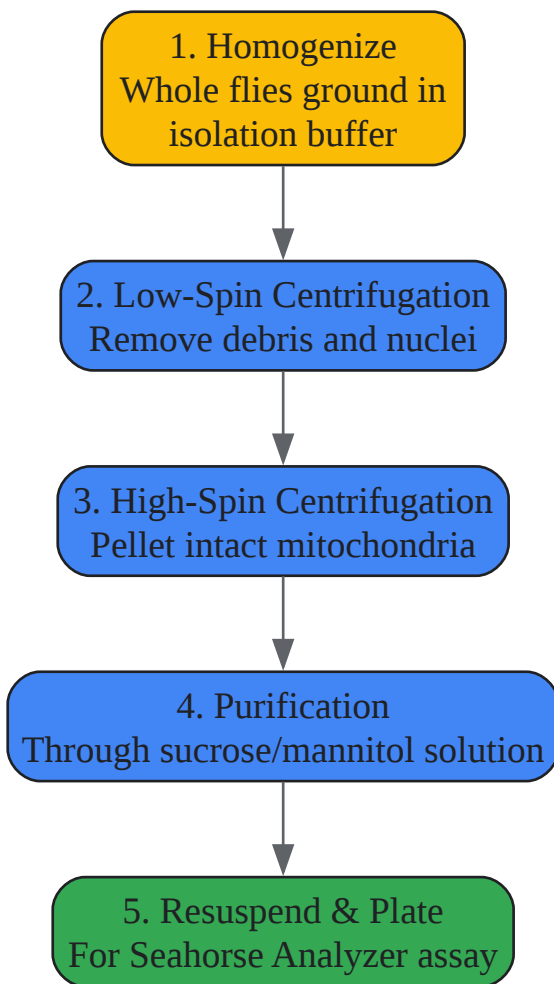 1. Homogenize
Whole flies ground in
isolation buffer
2. Low-Spin Centrifugation
Remove debris and nuclei
3. High-Spin Centrifugation
Pellet intact mitochondria
4. Purification
Through sucrose/mannitol solution
5. Resuspend & Plate
For Seahorse Analyzer assay